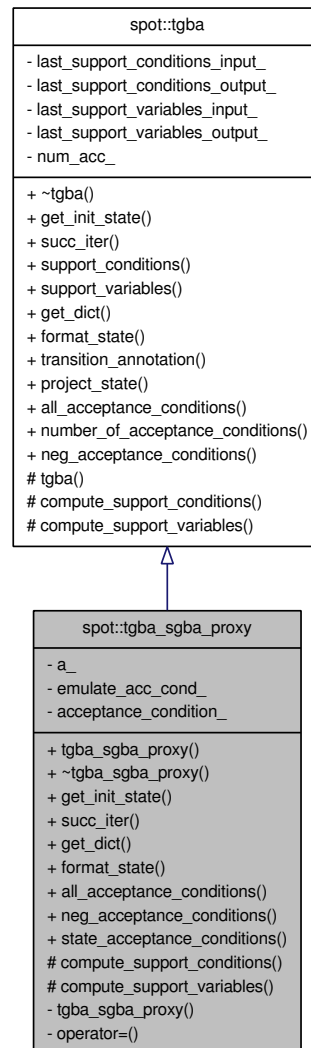 spot::tgba
- last_support_conditions_input_
- last_support_conditions_output_
- last_support_variables_input_
- last_support_variables_output_
- num_acc_
+ ~tgba()
+ get_init_state()
+ succ_iter()
+ support_conditions()
+ support_variables()
+ get_dict()
+ format_state()
+ transition_annotation()
+ project_state()
+ all_acceptance_conditions()
+ number_of_acceptance_conditions()
+ neg_acceptance_conditions()
# tgba()
# compute_support_conditions()
# compute_support_variables()
spot::tgba_sgba_proxy
- a_
- emulate_acc_cond_
- acceptance_condition_
+ tgba_sgba_proxy()
+ ~tgba_sgba_proxy()
+ get_init_state()
+ succ_iter()
+ get_dict()
+ format_state()
+ all_acceptance_conditions()
+ neg_acceptance_conditions()
+ state_acceptance_conditions()
# compute_support_conditions()
# compute_support_variables()
- tgba_sgba_proxy()
- operator=()